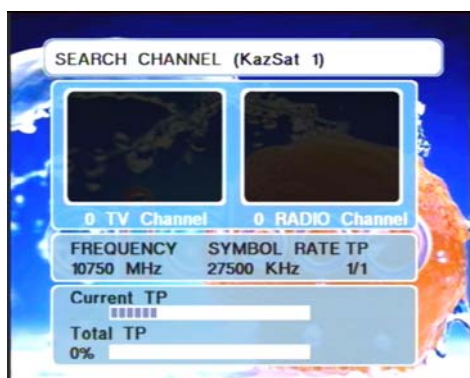 SEARCH CHANNEL (KazSat 1)
0 TV Channel 0 RADIO Channel
FREQUENCY SYMBOL RATE TP
10750 MHz 27500 KHz 1/1
Current TP
Total TP
0%